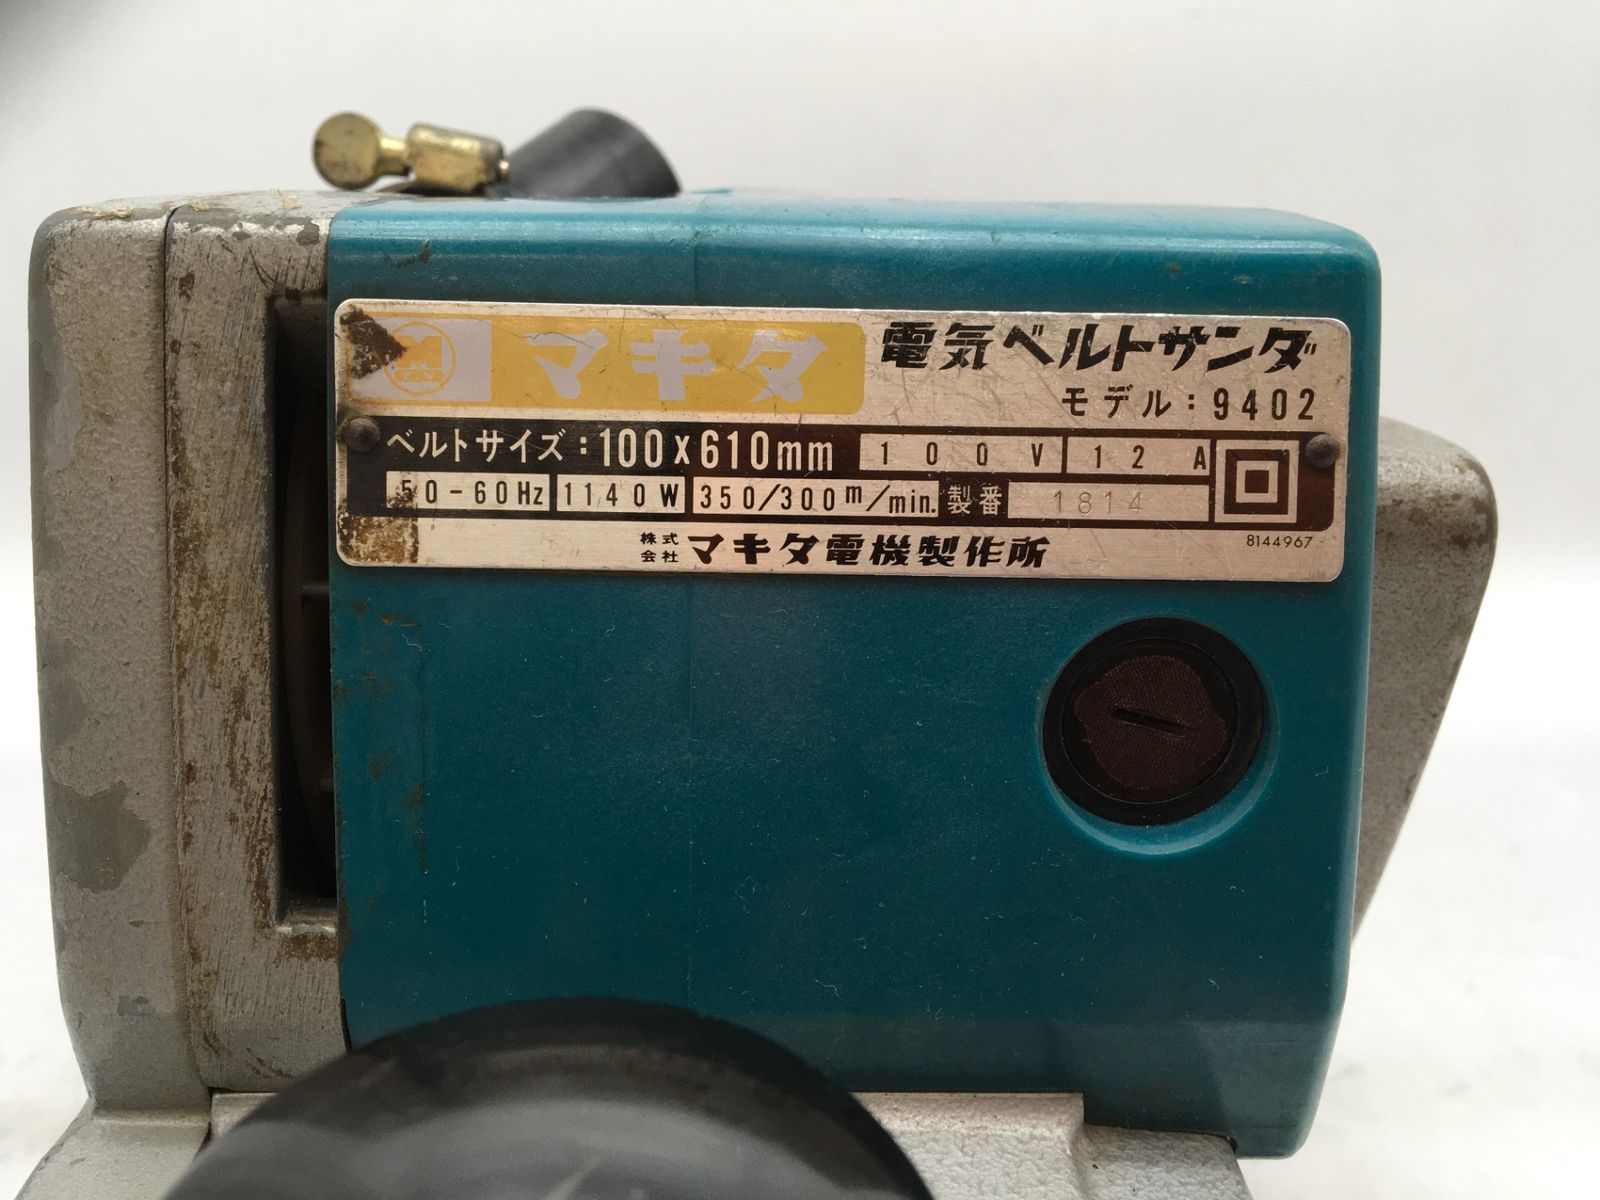 M
マキタ
電気ベルトサンダ
モデル:9402
ベルトサイズ:100x610mm 100V 12A
50-60Hz 1140W 350/300m/min. 製番 1814
株式会社 マキタ電機製作所
8144967